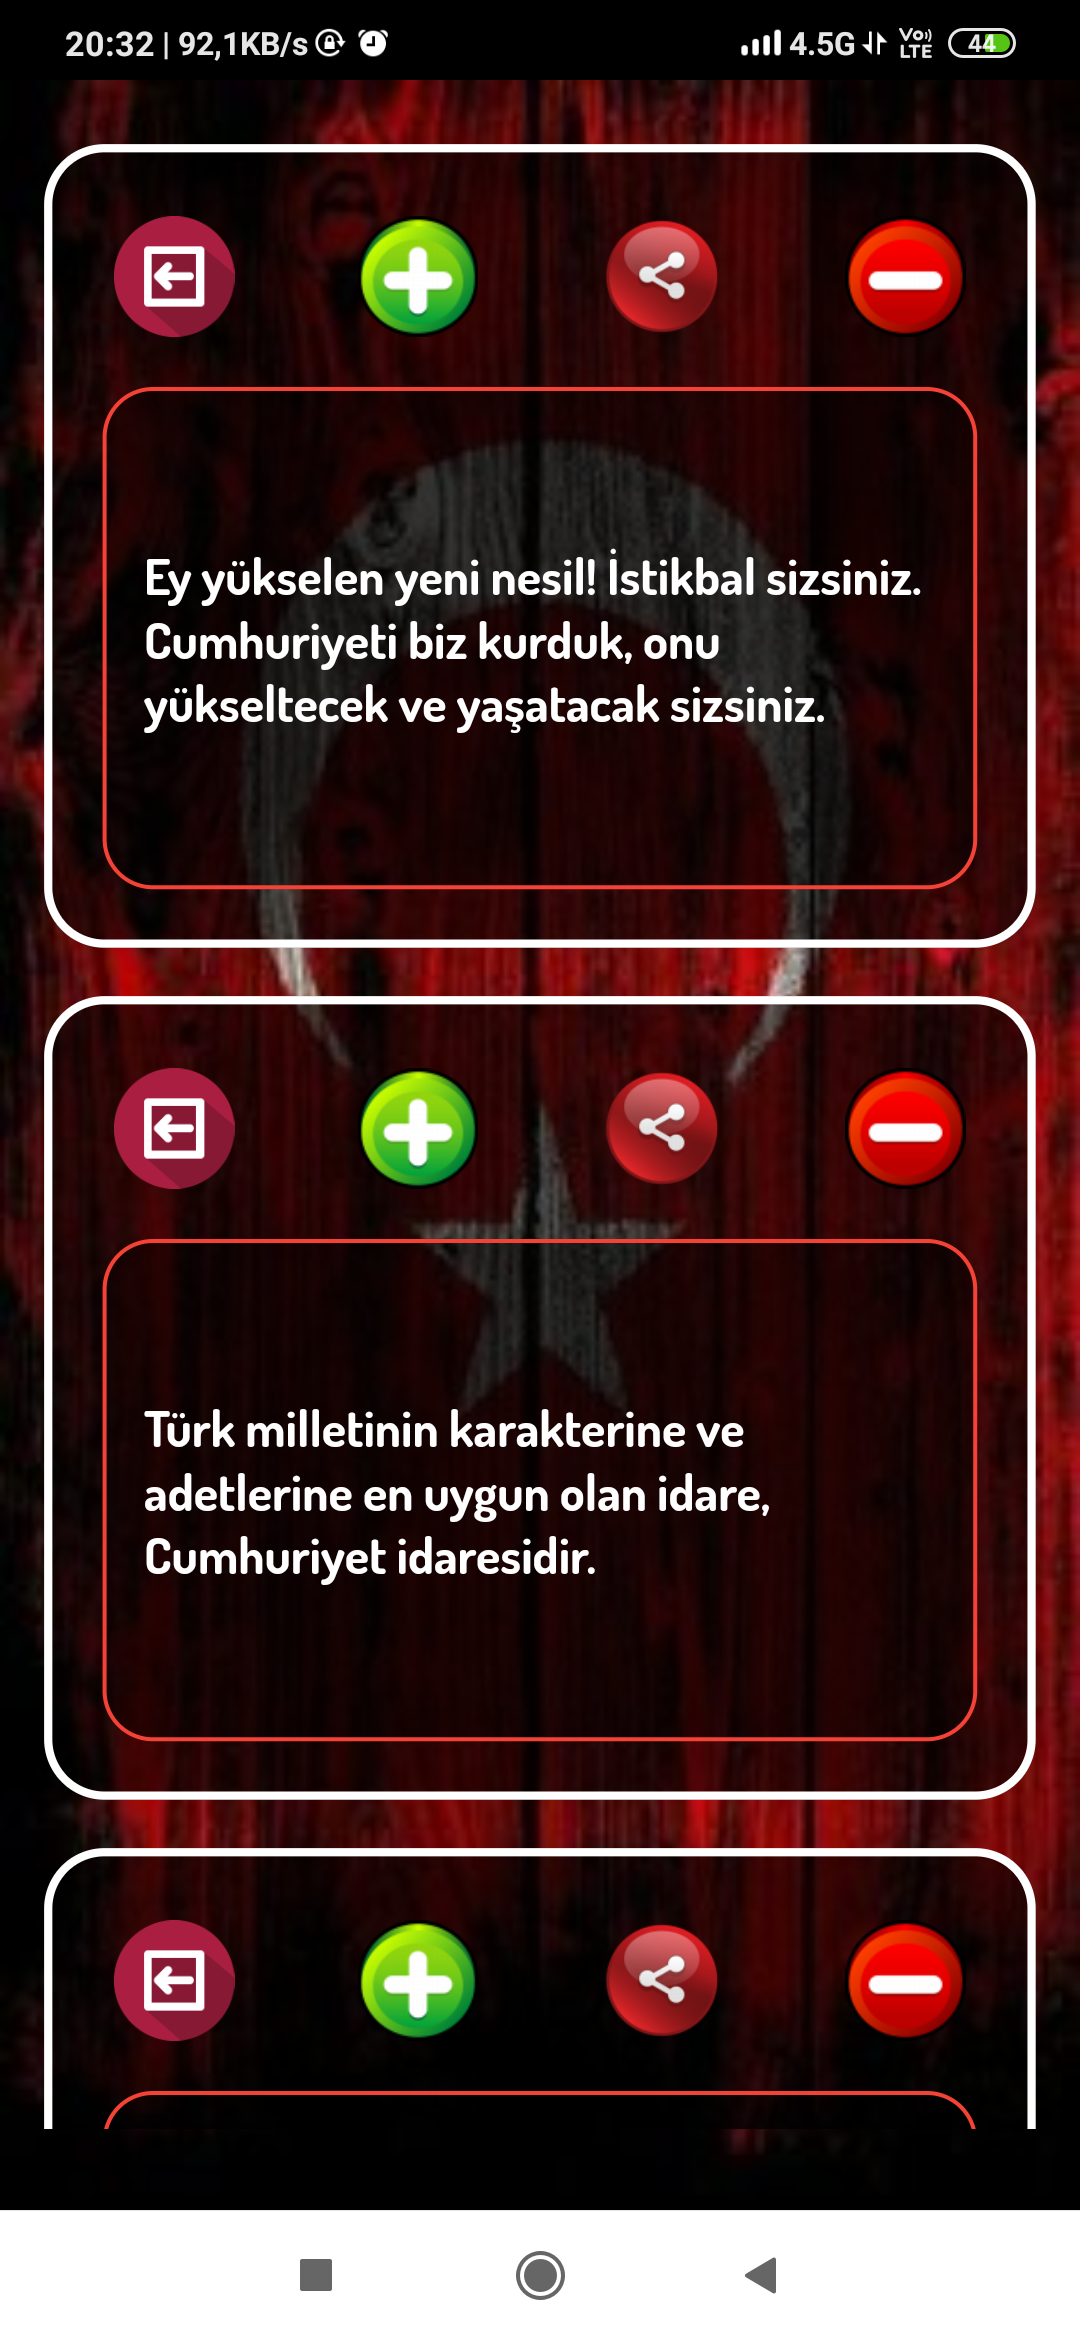 20:32 | 92,1KB/s 4.5G Vo) LTE 44
Ey yükselen yeni nesil! İstikbal sizsiniz.
Cumhuriyeti biz kurduk, onu
yükseltecek ve yaşatacak sizsiniz.
Türk milletinin karakterine ve
adetlerine en uygun olan idare,
Cumhuriyet idaresidir.